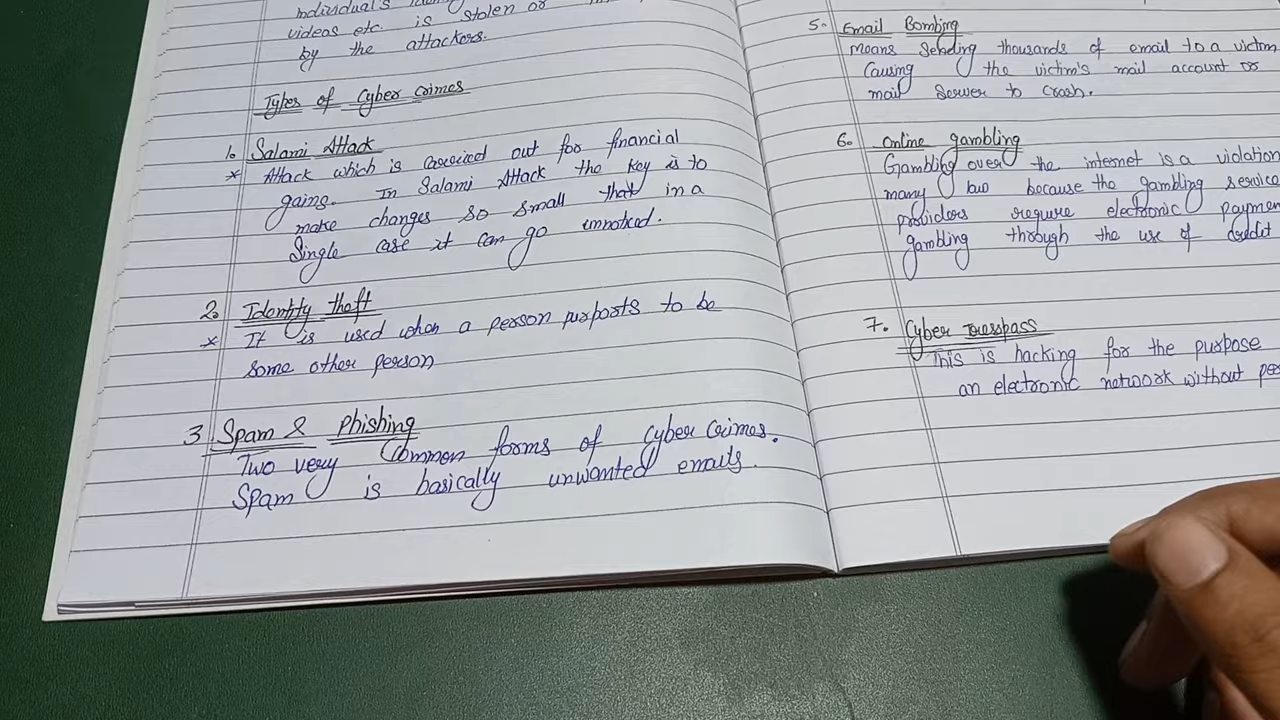 individual's
videos etc. is stolen or
by the attackers.
Types of Cyber Crimes
1. Salami Attack
* Attack which is carried out for financial
gains. In Salami Attack the key is to
make changes so small that in a
Single case it can go unnoticed.
2. Identity theft
* It is used when a person purports to be
some other person
3 Spam & Phishing
Two very Common forms of Cyber Crimes.
Spam is basically unwanted emails.
5. Email Bombing
means Sending thousands of email to a victim
Causing the victim's mail account or
mail Server to Crash.
6. Online gambling
Gambling over the internet is a violation
many law because the gambling service
providers require electronic paymen
gambling through the use of credit
7. Cyber Trespass
This is hacking for the purpose
an electronic network without pe